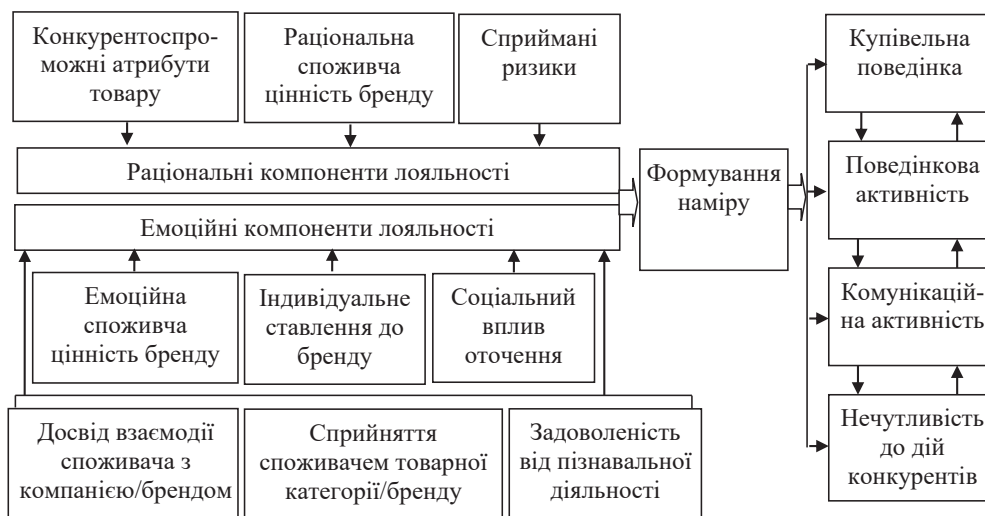 Конкурентоспро-
можні атрибути
товару
Раціональна
споживча
цінність бренду
Сприймані
ризики
Раціональні компоненти лояльності
Емоційні компоненти лояльності
Емоційна
споживча
цінність бренду
Індивідуальне
ставлення до
бренду
Соціальний
вплив
оточення
Досвід взаємодії
споживача з
компанією/брендом
Сприйняття
споживачем товарної
категорії/бренду
Задоволеність
від пізнавальної
діяльності
Формування
наміру
Купівельна
поведінка
Поведінкова
активність
Комунікацій-
на активність
Нечутливість
до дій
конкурентів